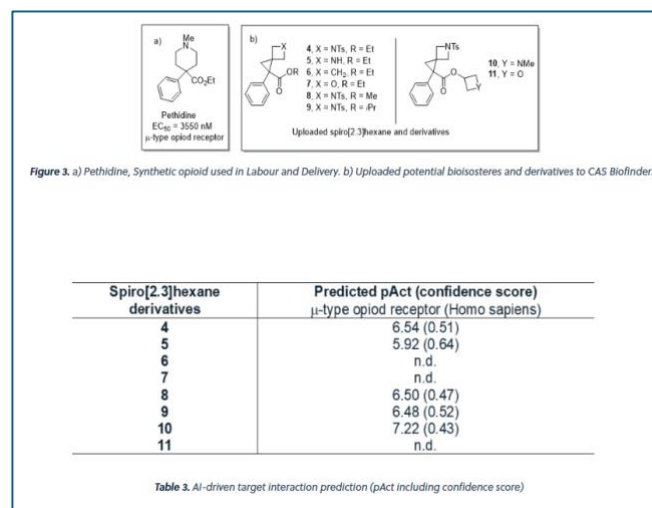 a)
N
Me
CO₂Et
Pethidine
EC₅₀ = 3550 nM
μ-type opiod receptor
b)
X
OR
O
4, X = NTs, R = Et
5, X = NH, R = Et
6, X = CH₂, R = Et
7, X = O, R = Et
8, X = NTs, R = Me
9, X = NTs, R = iPr
NTs
O
O
Y
10, Y = NMe
11, Y = O
Uploaded spiro[2.3]hexane and derivatives
Figure 3. a) Pethidine, Synthetic opioid used in Labour and Delivery. b) Uploaded potential bioisosteres and derivatives to CAS Biofinder.
Spiro[2.3]hexane derivatives Predicted pAct (confidence score) μ-type opiod receptor (Homo sapiens)
4 6.54 (0.51)
5 5.92 (0.64)
6 n.d.
7 n.d.
8 6.50 (0.47)
9 6.48 (0.52)
10 7.22 (0.43)
11 n.d.
Table 3. AI-driven target interaction prediction (pAct including confidence score)